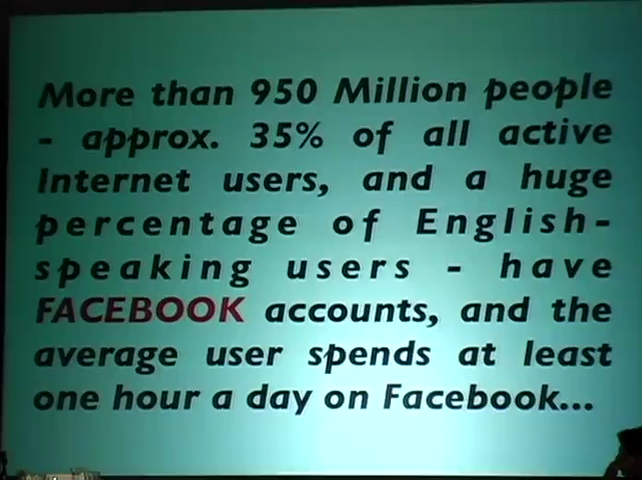 More than 950 Million people
- approx. 35% of all active
Internet users, and a huge
percentage of English-
speaking users - have
FACEBOOK accounts, and the
average user spends at least
one hour a day on Facebook...